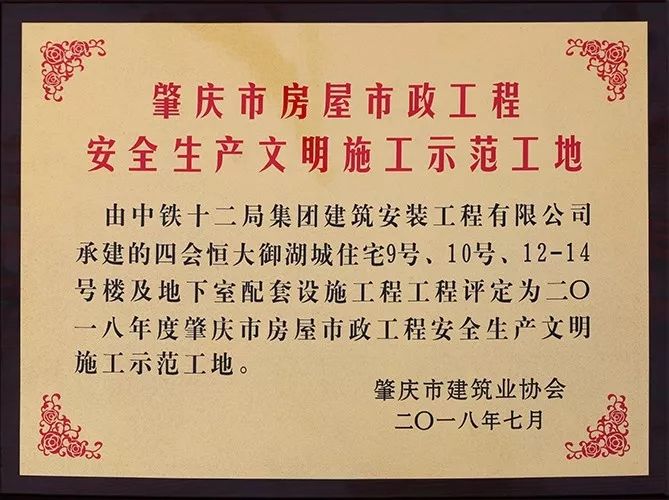 肇庆市房屋市政工程
安全生产文明施工示范工地
由中铁十二局集团建筑安装工程有限公司
承建的四会恒大御湖城住宅9号、10号、12-14
号楼及地下室配套设施工程工程评定为二〇
一八年度肇庆市房屋市政工程安全生产文明
施工示范工地。
肇庆市建筑业协会
二〇一八年七月